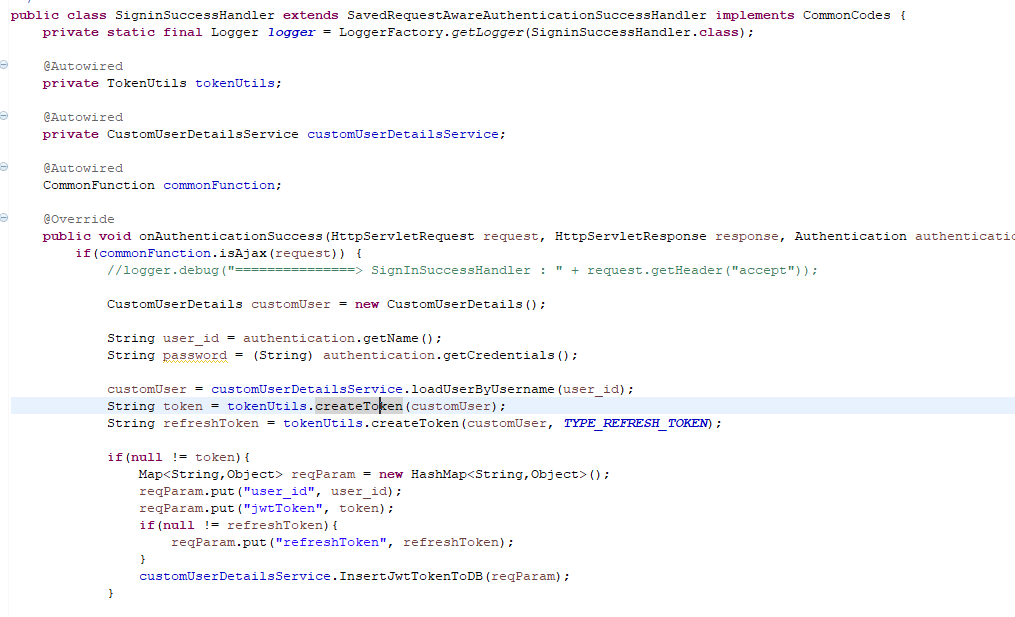 public class SigninSuccessHandler extends SavedRequestAwareAuthenticationSuccessHandler implements CommonCodes {
private static final Logger logger = LoggerFactory.getLogger(SigninSuccessHandler.class);
@Autowired
private TokenUtils tokenUtils;
@Autowired
private CustomUserDetailsService customUserDetailsService;
@Autowired
CommonFunction commonFunction;
@Override
public void onAuthenticationSuccess(HttpServletRequest request, HttpServletResponse response, Authentication authenticatio
if(commonFunction.isAjax(request)) {
//logger.debug("===============> SignInSuccessHandler : " + request.getHeader("accept"));
CustomUserDetails customUser = new CustomUserDetails();
String user_id = authentication.getName();
String password = (String) authentication.getCredentials();
customUser = customUserDetailsService.loadUserByUsername(user_id);
String token = tokenUtils.createToken(customUser);
String refreshToken = tokenUtils.createToken(customUser, TYPE_REFRESH_TOKEN);
if(null != token){
Map<String,Object> reqParam = new HashMap<String,Object>();
reqParam.put("user_id", user_id);
reqParam.put("jwtToken", token);
if(null != refreshToken){
reqParam.put("refreshToken", refreshToken);
}
customUserDetailsService.InsertJwtTokenToDB(reqParam);
}